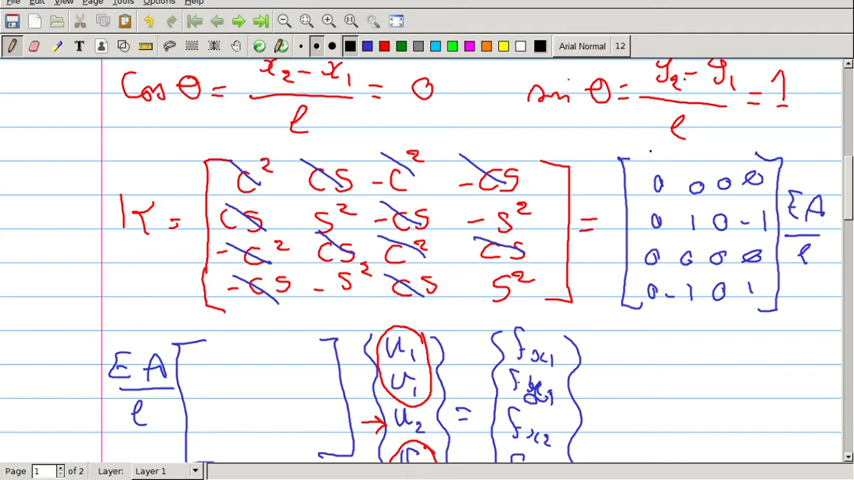 File Edit View Journal Tools Options Help
Arial Normal 12
Cos θ = x₂ - x₁ / ℓ = 0 sin θ = y₂ - y₁ / ℓ = 1
K = [ C² CS -C² -CS ] = [ 0 0 0 0 ] EA / ℓ
CS S² -CS -S² 0 1 0 -1
-C² CS C² CS 0 0 0 0
-CS -S² CS S² 0 -1 0 1
EA / ℓ [ ] { u₁ } = { fx₁ }
v₁
→ u₂ fx₂
Page 1 of 2 Layer: Layer 1